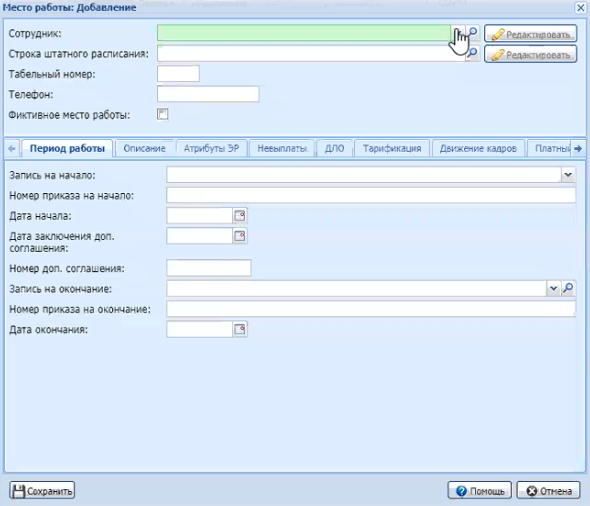 Место работы: Добавление
Сотрудник: Редактировать
Строка штатного расписания: Редактировать
Табельный номер:
Телефон:
Фиктивное место работы:
Период работы Описание Атрибуты ЭР Невыплаты ДЛО Тарификация Движение кадров Платный
Запись на начало:
Номер приказа на начало:
Дата начала:
Дата заключения доп.
соглашения:
Номер доп. соглашения:
Запись на окончание:
Номер приказа на окончание:
Дата окончания:
Сохранить Помощь Отмена